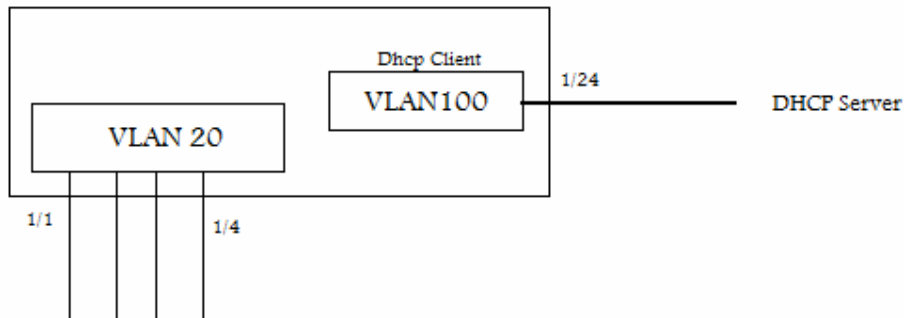 Dhcp Client
VLAN100
1/24
DHCP Server
VLAN 20
1/1
1/4